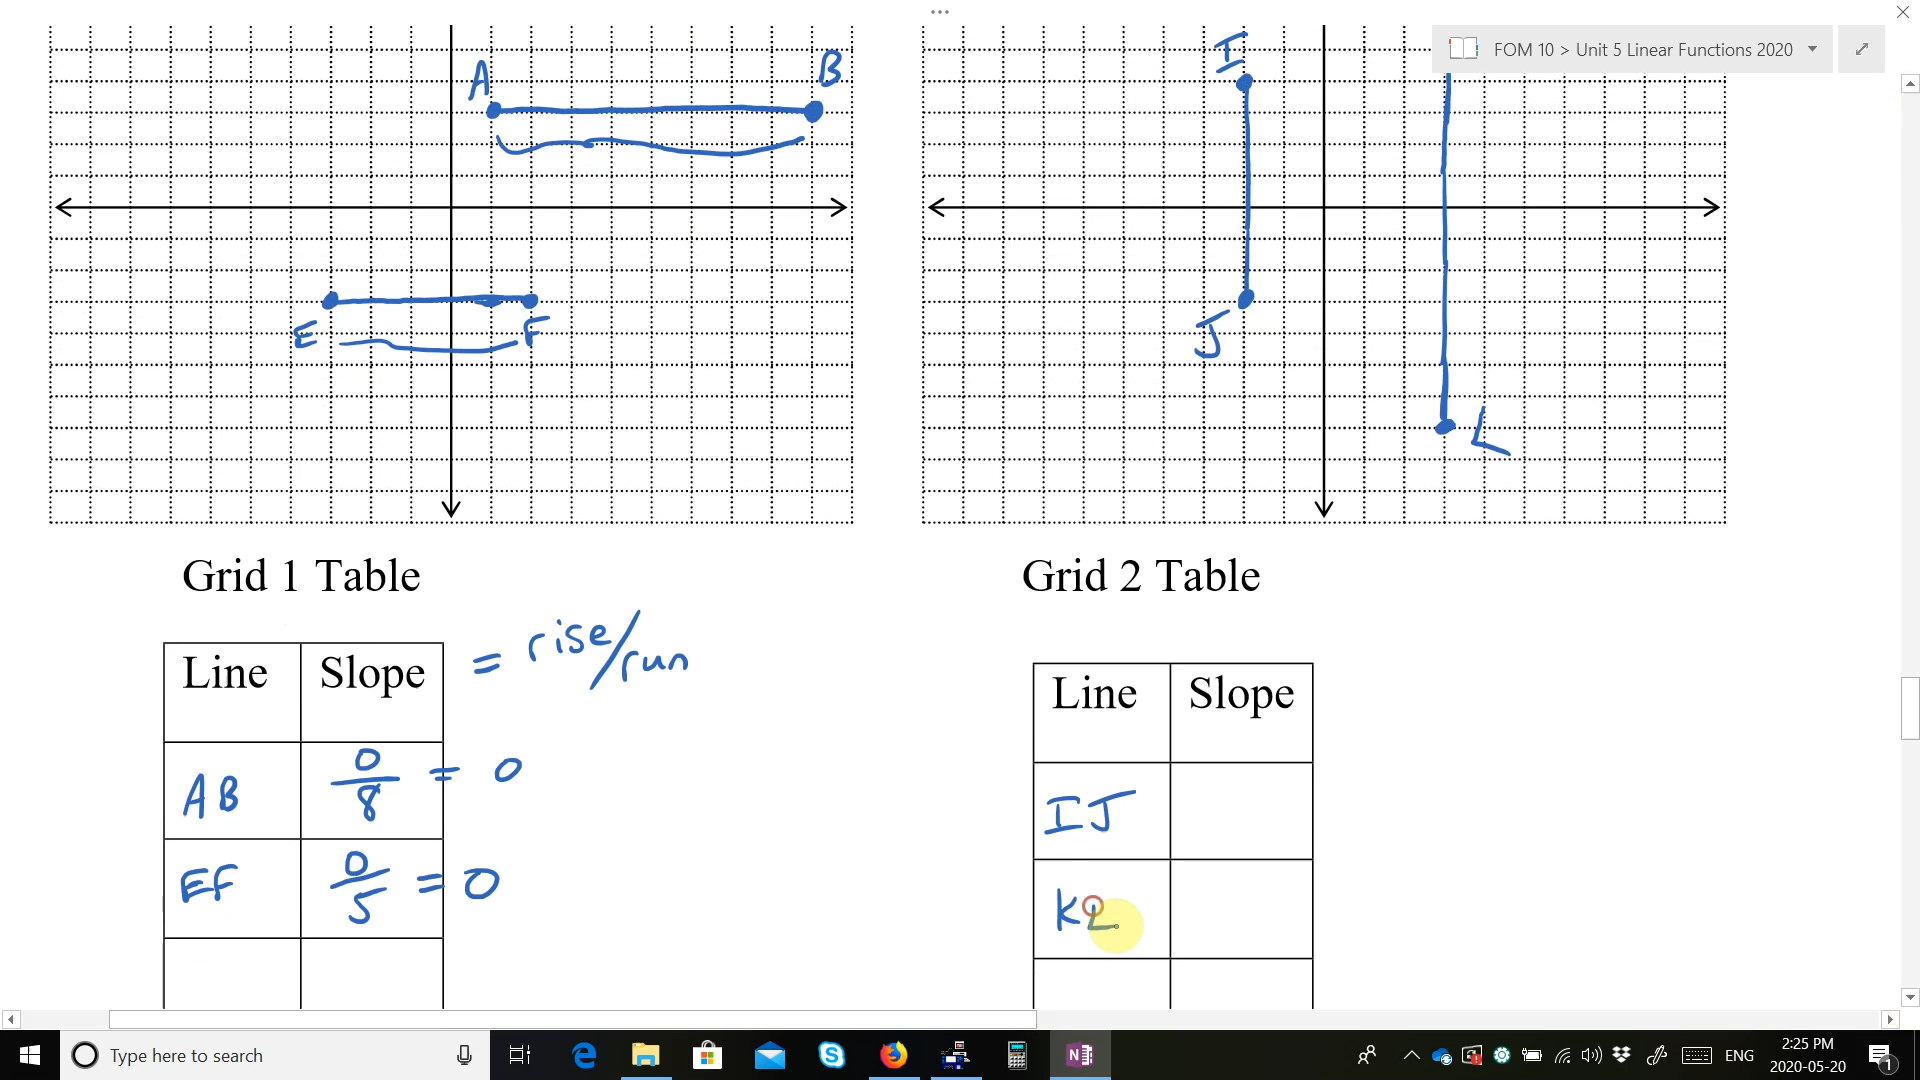 FOM 10 > Unit 5 Linear Functions 2020
A
B
E
F
I
J
L
Grid 1 Table
Line Slope = rise/run
AB 0/8 = 0
EF 0/5 = 0
Grid 2 Table
Line Slope
IJ
KL
Type here to search
ENG
2:25 PM
2020-05-20
1